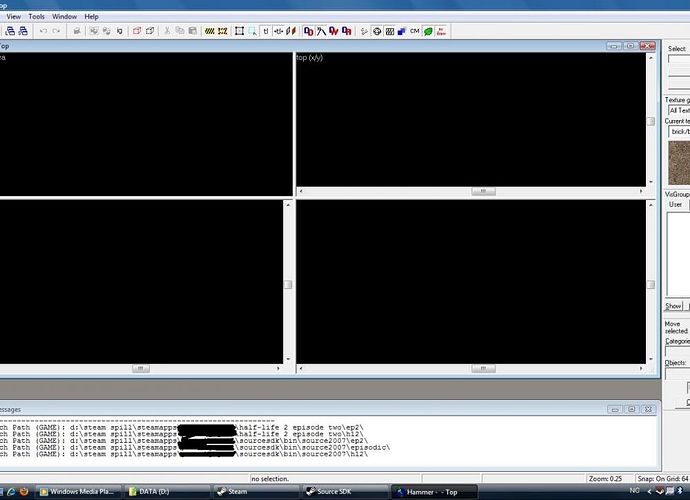 op
View Tools Window Help
Top
ra
top (x/y)
Select
Texture g
All Text
Current te
brick/b
VisGroup
User
Show
Move
selected
Categorie
Objects:
essages
ch Path (GAME): d:\steam spill\steamapps \half-life 2 episode two\ep2\
ch Path (GAME): d:\steam spill\steamapps \half-life 2 episode two\hl2\
ch Path (GAME): d:\steam spill\steamapps \sourcesdk\bin\source2007\ep2\
ch Path (GAME): d:\steam spill\steamapps \sourcesdk\bin\source2007\episodic\
ch Path (GAME): d:\steam spill\steamapps \sourcesdk\bin\source2007\hl2\
no selection.
Zoom: 0.25
Snap: On Grid: 64
Windows Media Pla...
DATA (D:)
Steam
Source SDK
Hammer - - Top
NO